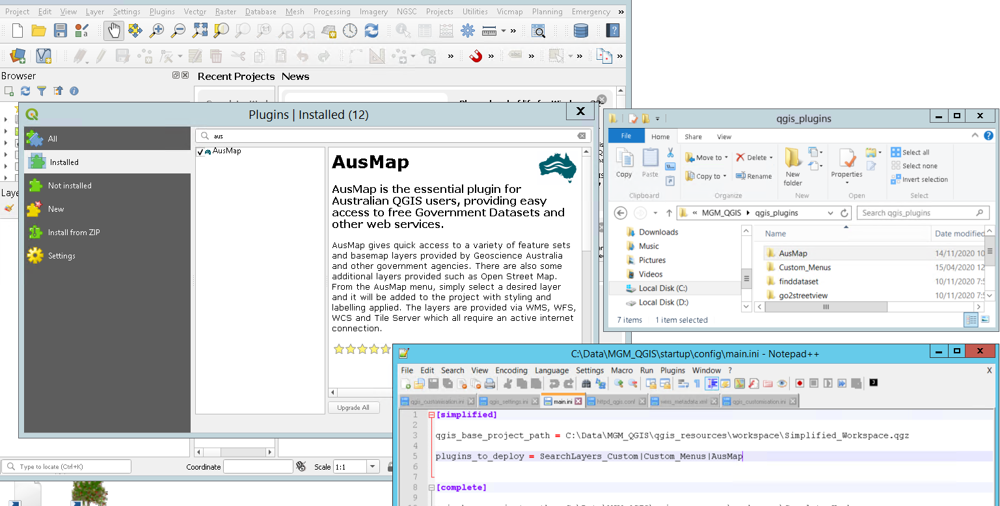 Project Edit View Layer Settings Plugins Vector Raster Database Mesh Processing Imagery NGSC Projects Utilities Vicmap Planning Emergency »
Browser
Recent Projects News
Plugins | Installed (12)
X
All
Installed
Not installed
New
Install from ZIP
Settings
aus
AusMap
AusMap
AusMap is the essential plugin for
Australian QGIS users, providing easy
access to free Government Datasets and
other web services.
AusMap gives quick access to a variety of feature sets
and basemap layers provided by Geoscience Australia
and other government agencies. There are also some
additional layers provided such as Open Street Map.
From the AusMap menu, simply select a desired layer
and it will be added to the project with styling and
labelling applied. The layers are provided via WMS, WFS,
WCS and Tile Server which all require an active internet
connection.
Upgrade All
Type to locate (Ctrl+K)
Coordinate
Scale 1:1
qgis_plugins
File Home Share View
Copy
Paste
Clipboard
Move to
Copy to
Delete
Rename
Organize
New
folder
New
Properties
Open
Select all
Select none
Invert selection
Select
« MGM_QGIS qgis_plugins
Search qgis_plugins
Downloads
Music
Pictures
Videos
Local Disk (C:)
Local Disk (D:)
Name Date modified
AusMap 14/11/2020 10
Custom_Menus 15/04/2020 12
finddataset 10/11/2020 7:5
go2streetview 10/11/2020 7:5
7 items 1 item selected
C:\Data\MGM_QGIS\startup\config\main.ini - Notepad++
File Edit Search View Encoding Language Settings Macro Run Plugins Window ? X
qgis_customisation.ini qgis_settings.ini main.ini httpd_qgis.conf wms_metadata.xml qgis_customisation.ini
1 [simplified]
2
3 qgis_base_project_path = C:\Data\MGM_QGIS\qgis_resources\workspace\Simplified_Workspace.qgz
4
5 plugins_to_deploy = SearchLayers_Custom|Custom_Menus|AusMap
6
7
8 [complete]
9